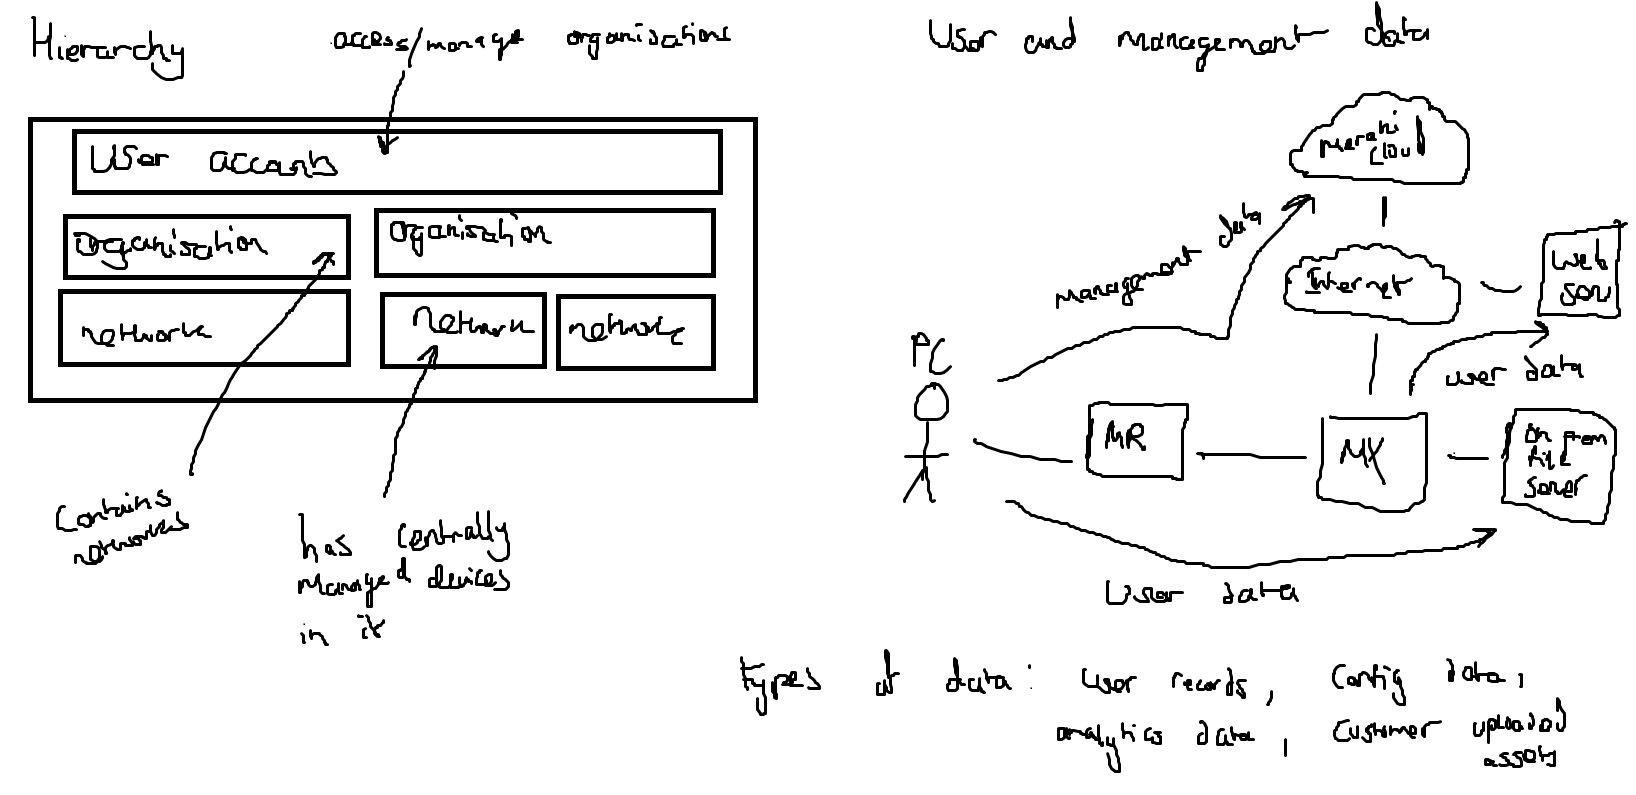 Hierarchy
access/manage organisations
User accounts
organisation
organisation
network
network
network
Contains
networks
has centrally
managed devices
in it
User and management data
meraki
cloud
management data
Internet
web
serv
user data
PC
MR
MX
on prem
file
server
User data
types of data: user records, Config data,
analytics data, Customer uploaded
assets